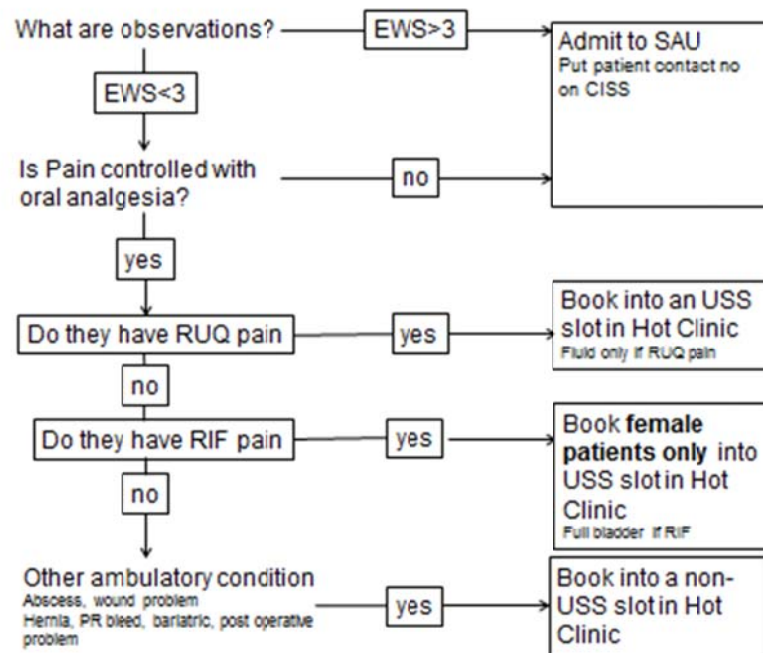 What are observations?
EWS>3
Admit to SAU
Put patient contact no
on CISS
EWS<3
Is Pain controlled with
oral analgesia?
no
yes
Do they have RUQ pain
yes
Book into an USS
slot in Hot Clinic
Fluid only if RUQ pain
no
Do they have RIF pain
yes
Book female
patients only into
USS slot in Hot
Clinic
Full bladder if RIF
no
Other ambulatory condition
Abscess, wound problem
Hernia, PR bleed, bariatric, post operative
problem
yes
Book into a non-
USS slot in Hot
Clinic